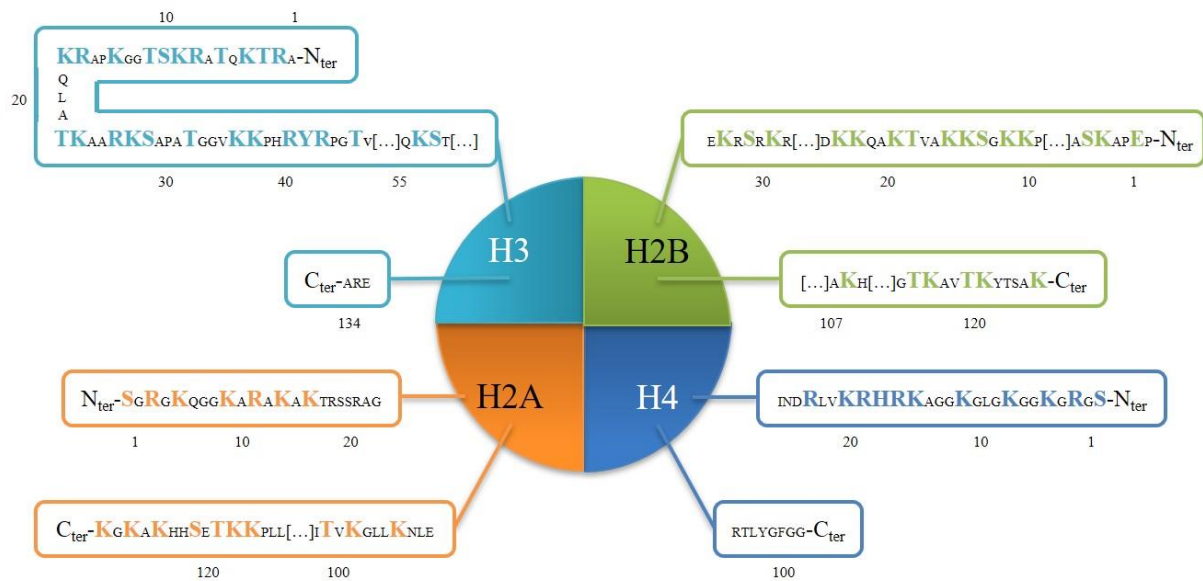 10 1
KRAPKGGTSKRATQKTRA-Nter
Q
L
A
20
TKAARKSAPATGGVKKPHRYRPGTV[...]QKST[...]
30 40 55
EKRSRKR[...]DKKQAKTVAKKSGKKP[...]ASKAPEP-Nter
30 20 10 1
H3
H2B
Cter-ARE
134
[...]AKH[...]GTKAVTKYTSAK-Cter
107 120
Nter-SGRGKQGGKARAKAKTRSSRAG
1 10 20
H2A
H4
INDRLVKRHRKAGGKGLGKGGKGRGS-Nter
20 10 1
Cter-KGKAKHHSETKKPLL[...]ITVKGLLKNLE
120 100
RTLYGFGG-Cter
100